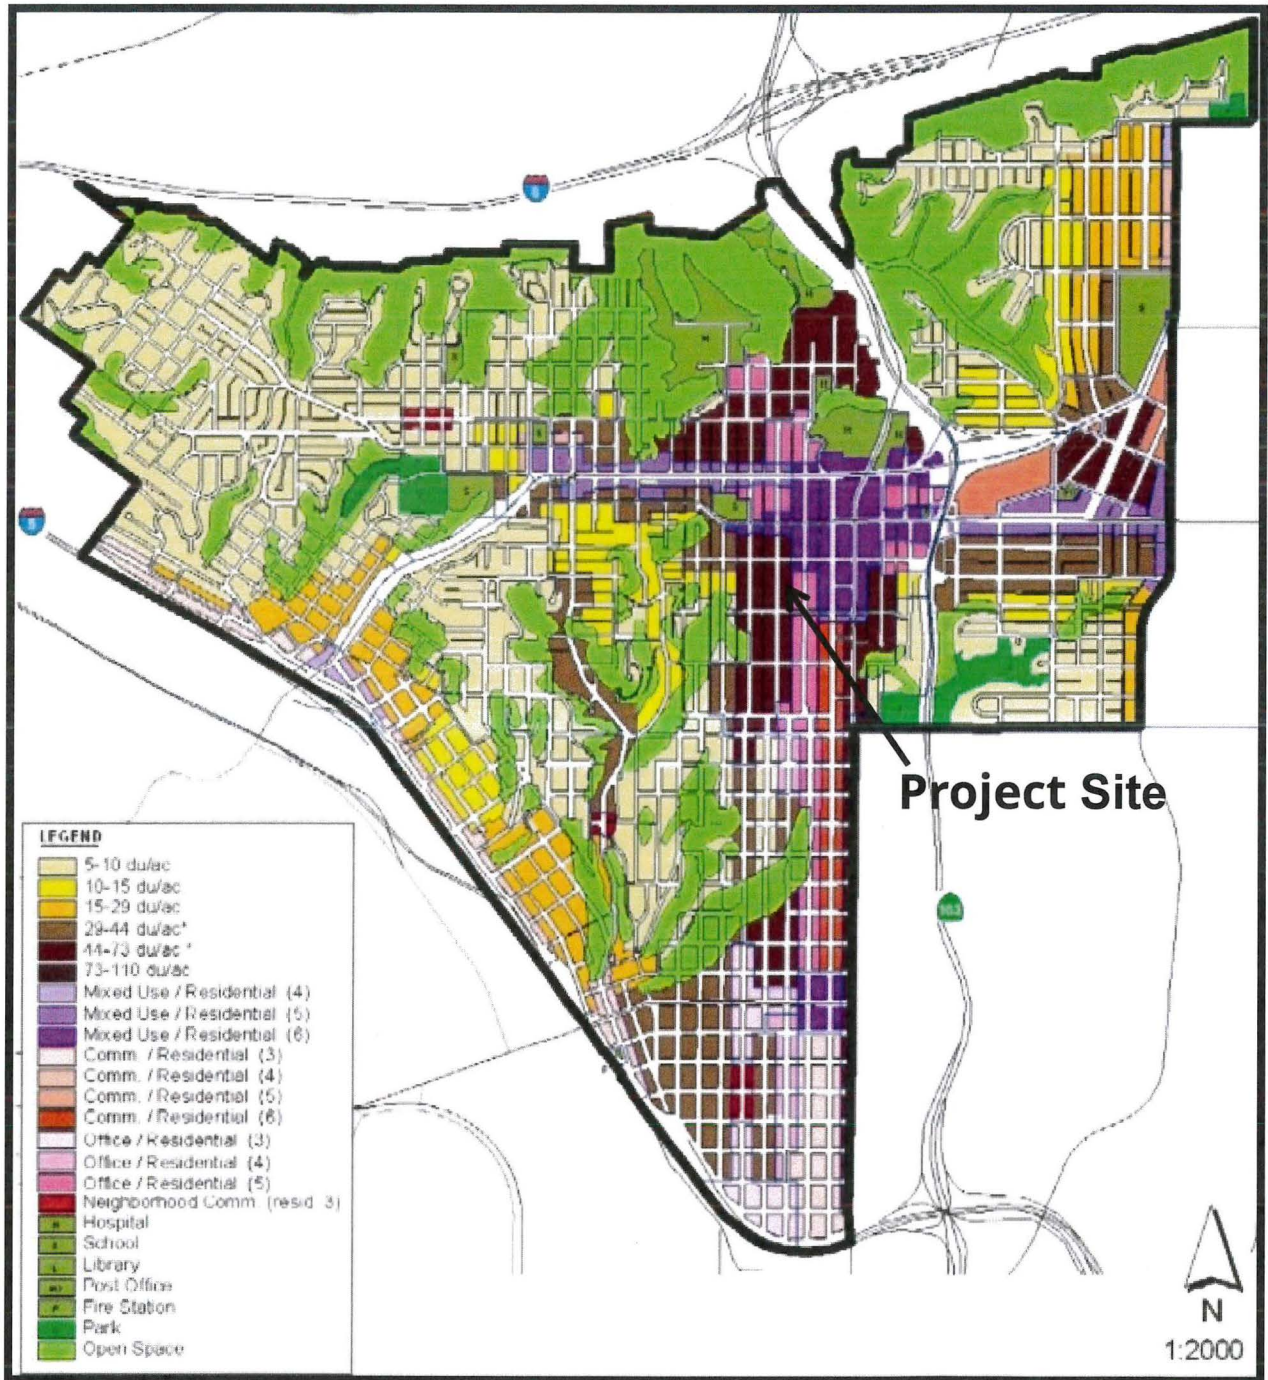 8
5
Project Site
163
LEGEND
5-10 du/ac
10-15 du/ac
15-29 du/ac
29-44 du/ac*
44-73 du/ac *
73-110 du/ac
Mixed Use / Residential (4)
Mixed Use / Residential (5)
Mixed Use / Residential (6)
Comm. / Residential (3)
Comm. / Residential (4)
Comm. / Residential (5)
Comm. / Residential (6)
Office / Residential (3)
Office / Residential (4)
Office / Residential (5)
Neighborhood Comm. (resid. 3)
H Hospital
S School
L Library
PO Post Office
F Fire Station
Park
Open Space
N
1:2000